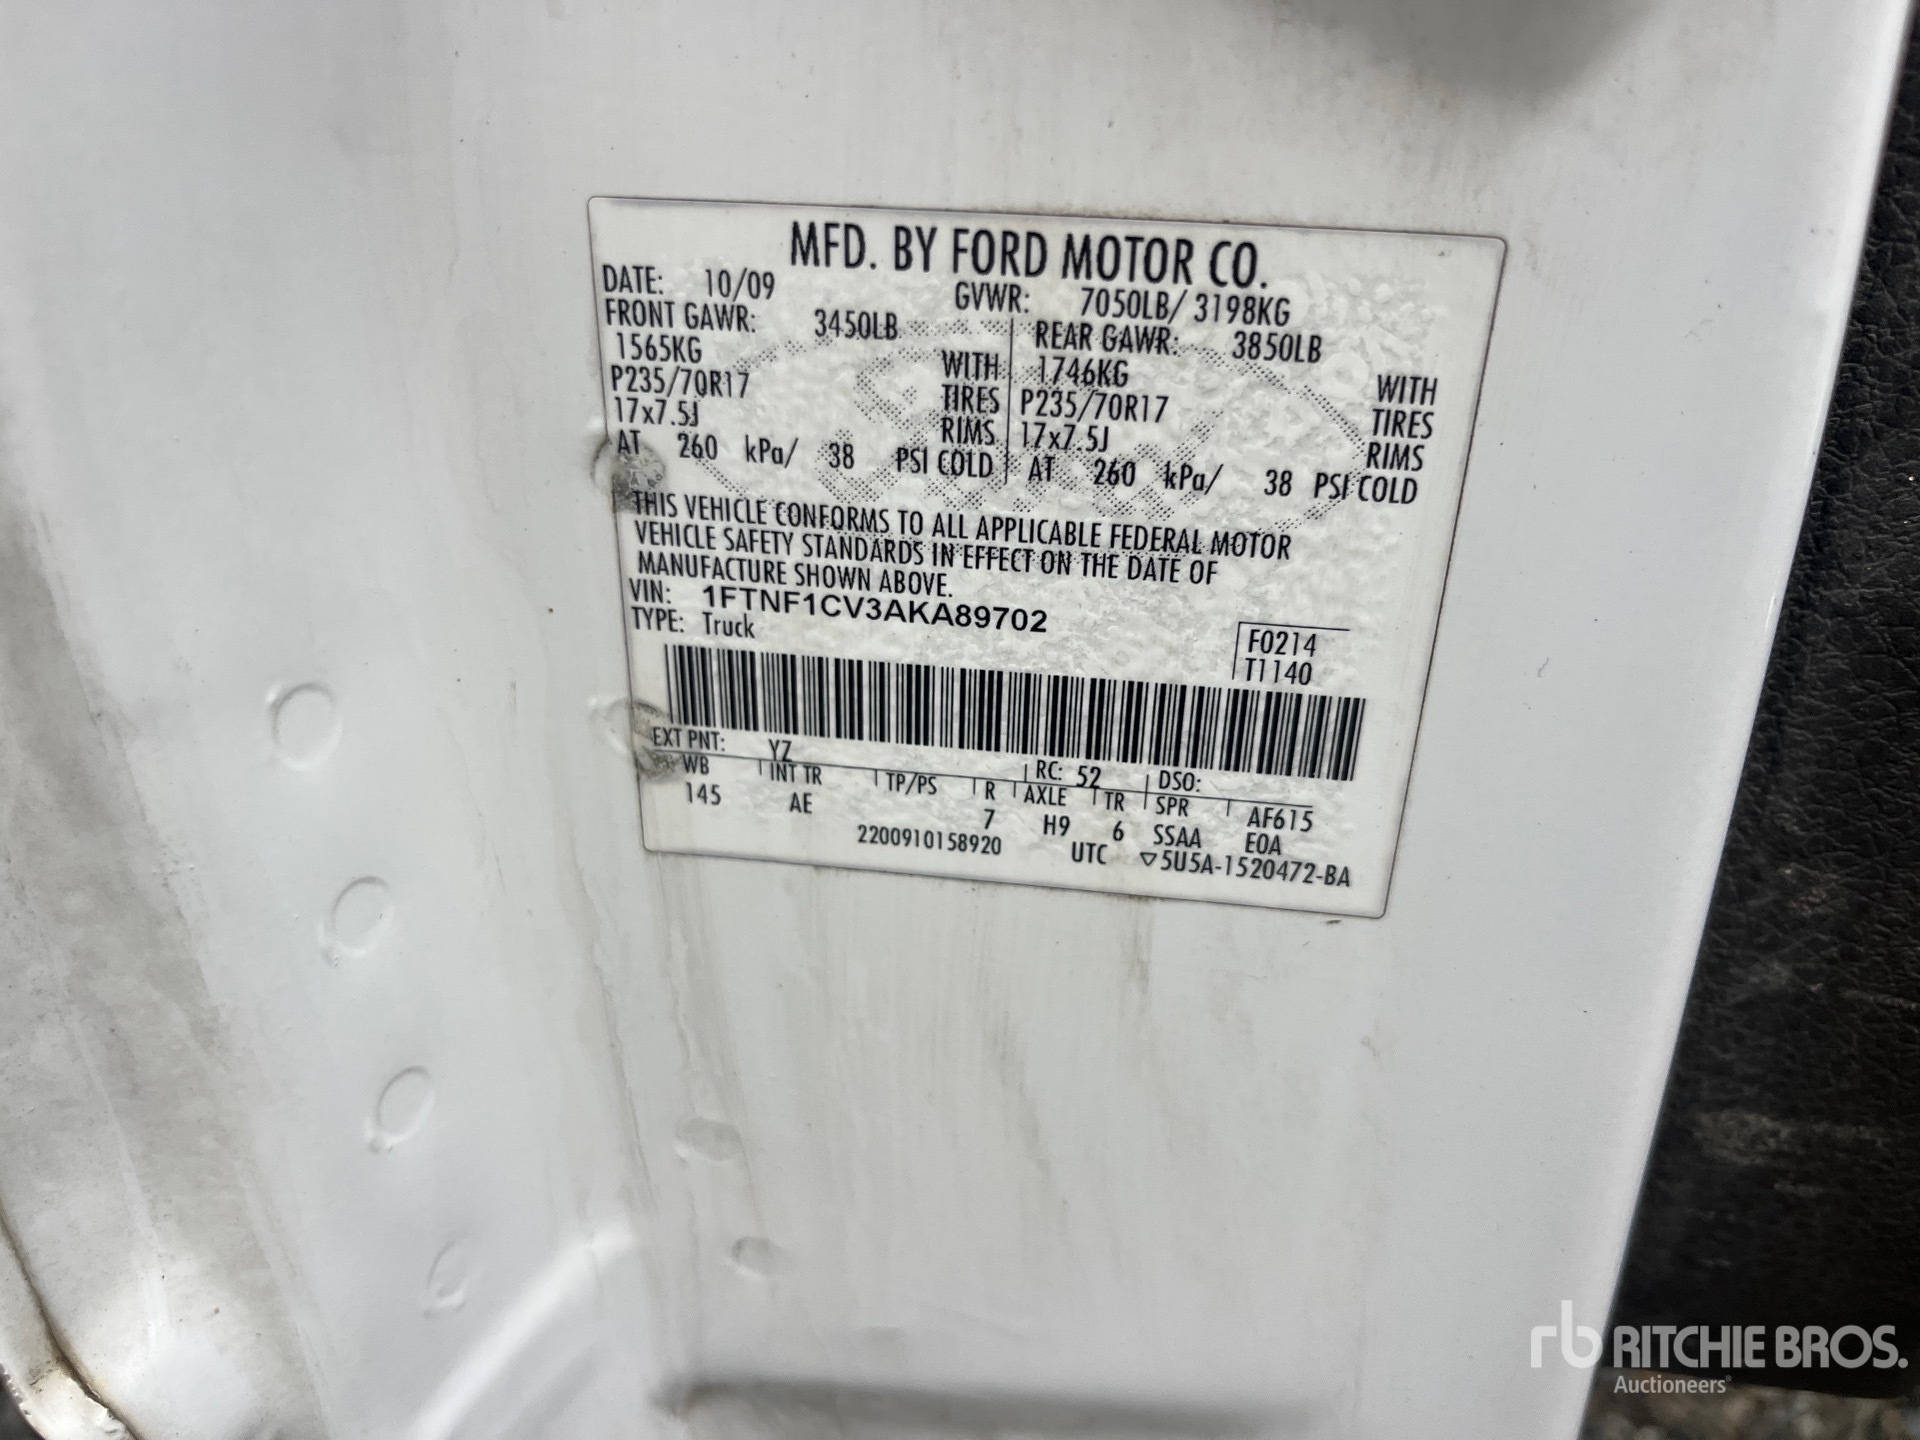 MFD. BY FORD MOTOR CO.
DATE: 10/09 GVWR: 7050LB/ 3198KG
FRONT GAWR: 3450LB REAR GAWR: 3850LB
1565KG WITH 1746KG WITH
P235/70R17 TIRES P235/70R17 TIRES
17x7.5J RIMS 17x7.5J RIMS
AT 260 kPa/ 38 PSI COLD AT 260 kPa/ 38 PSI COLD
THIS VEHICLE CONFORMS TO ALL APPLICABLE FEDERAL MOTOR
VEHICLE SAFETY STANDARDS IN EFFECT ON THE DATE OF
MANUFACTURE SHOWN ABOVE.
VIN: 1FTNF1CV3AKA89702
TYPE: Truck
F0214
T1140
EXT PNT: YZ RC: 52 DSO:
WB INT TR TP/PS R AXLE TR SPR AF615
145 AE 7 H9 6 SSAA EOA
2200910158920 UTC ▽5U5A-1520472-BA
rb RITCHIE BROS.
Auctioneers